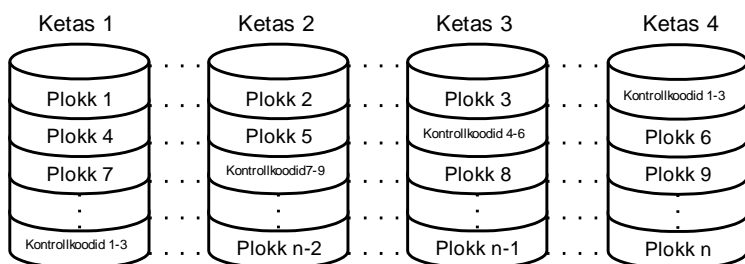 Ketas 1 Ketas 2 Ketas 3 Ketas 4
Plokk 1 Plokk 2 Plokk 3 Kontrollkoodid 1-3
Plokk 4 Plokk 5 Kontrollkoodid 4-6 Plokk 6
Plokk 7 Kontrollkoodid7-9 Plokk 8 Plokk 9
Kontrollkoodid 1-3 Plokk n-2 Plokk n-1 Plokk n